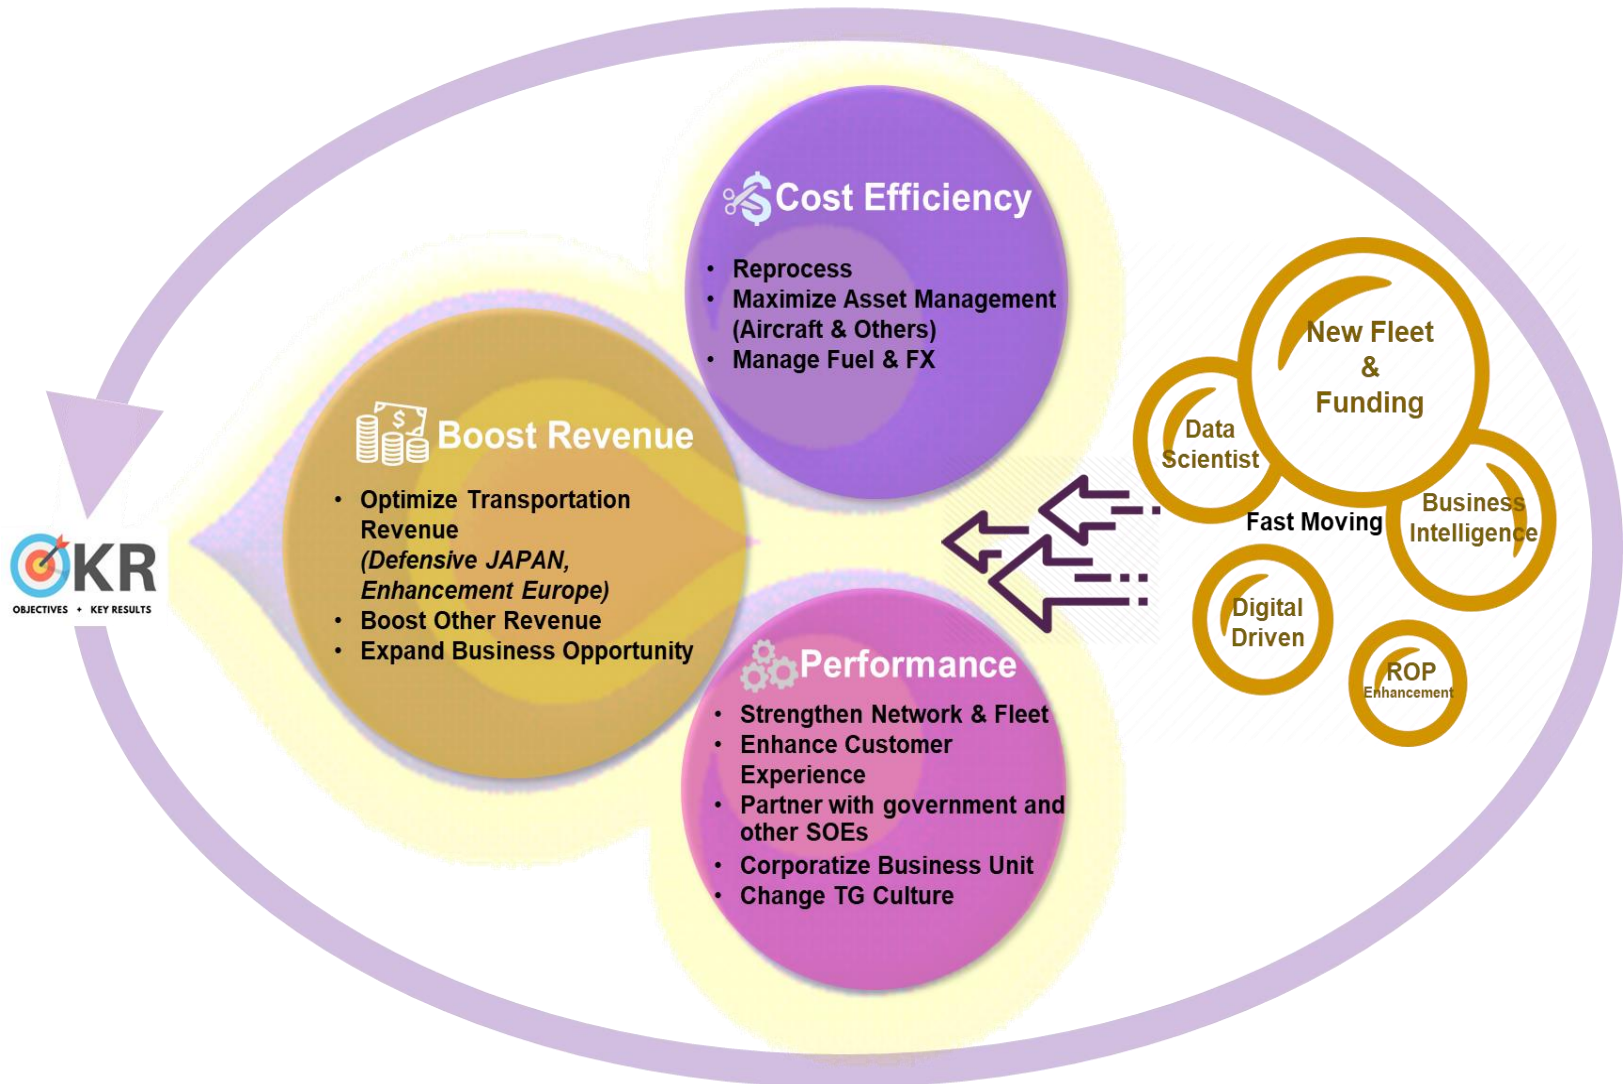 Cost Efficiency
• Reprocess
• Maximize Asset Management
(Aircraft & Others)
• Manage Fuel & FX
Boost Revenue
• Optimize Transportation
Revenue
(Defensive JAPAN,
Enhancement Europe)
• Boost Other Revenue
• Expand Business Opportunity
Performance
• Strengthen Network & Fleet
• Enhance Customer
Experience
• Partner with government and
other SOEs
• Corporatize Business Unit
• Change TG Culture
New Fleet
&
Funding
Data
Scientist
Business
Intelligence
Fast Moving
Digital
Driven
ROP
Enhancement
OKR
OBJECTIVES + KEY RESULTS